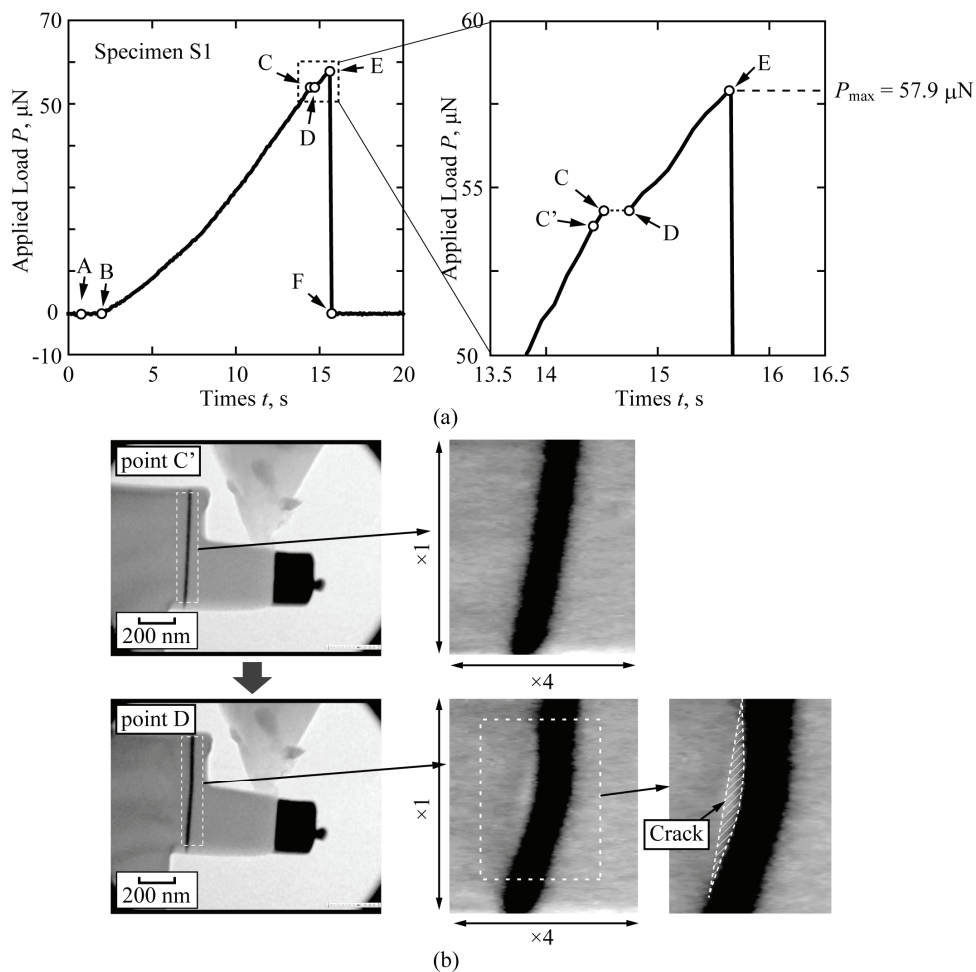 70
50
0
-10
Applied Load P, μN
Specimen S1
C
E
D
A
B
F
0
5
10
15
20
Times t, s
60
54
50
Applied Load P, μN
E
Pmax = 57.9 μN
C
C’
D
13.5
14
15
16
16.5
Times t, s
(a)
point C’
200 nm
×1
×4
point D
200 nm
×1
×4
Crack
(b)